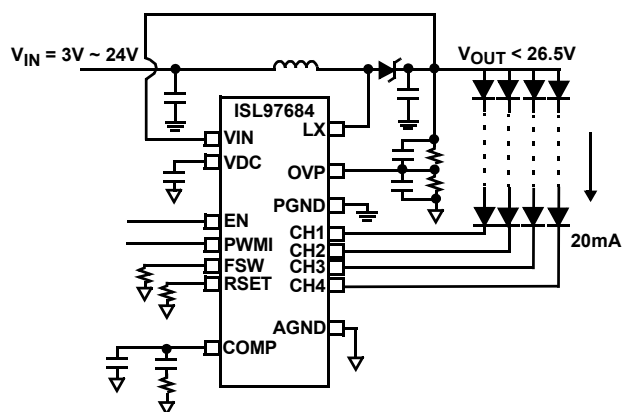 V_IN = 3V ~ 24V
V_OUT < 26.5V
ISL97684
VIN
LX
VDC
OVP
EN
PGND
PWMI
CH1
CH2
FSW
CH3
RSET
CH4
20mA
AGND
COMP